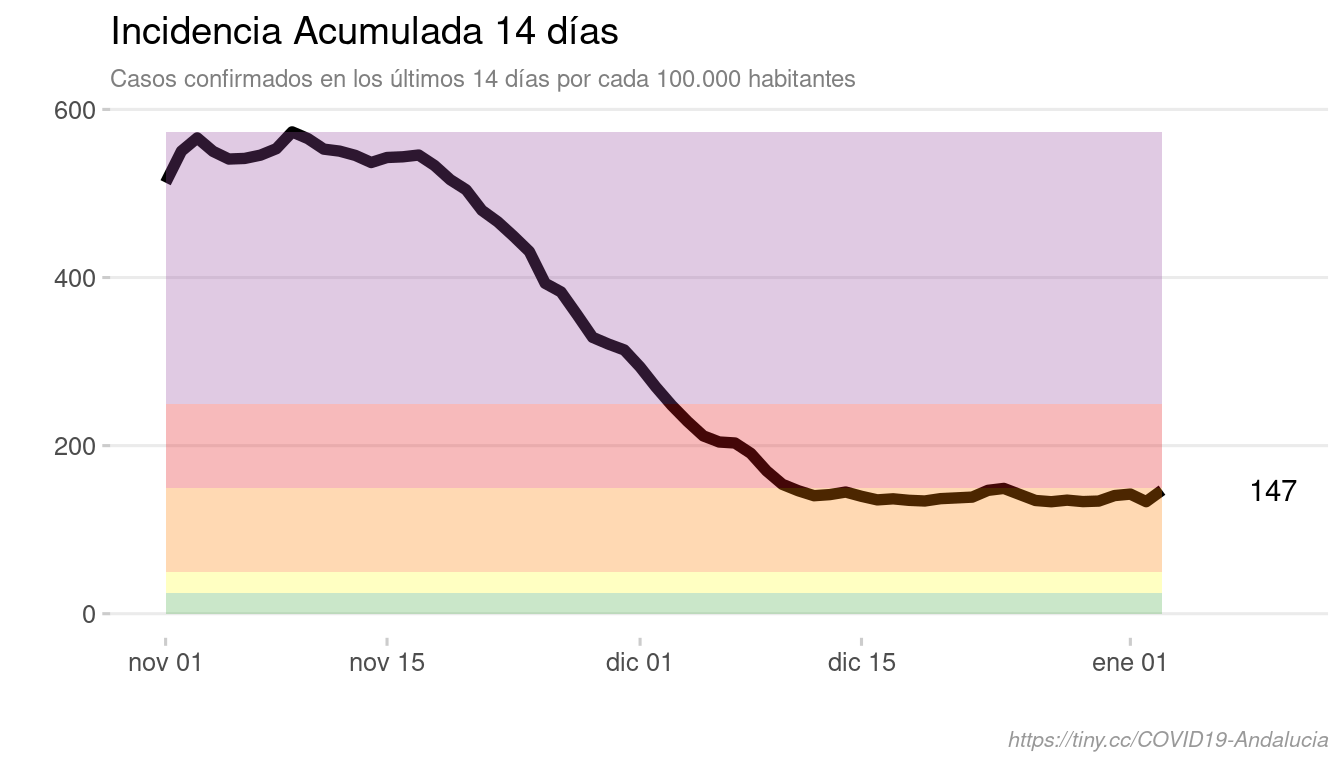 Incidencia Acumulada 14 días
Casos confirmados en los últimos 14 días por cada 100.000 habitantes
600
400
200
0
147
nov 01
nov 15
dic 01
dic 15
ene 01
https://tiny.cc/COVID19-Andalucia